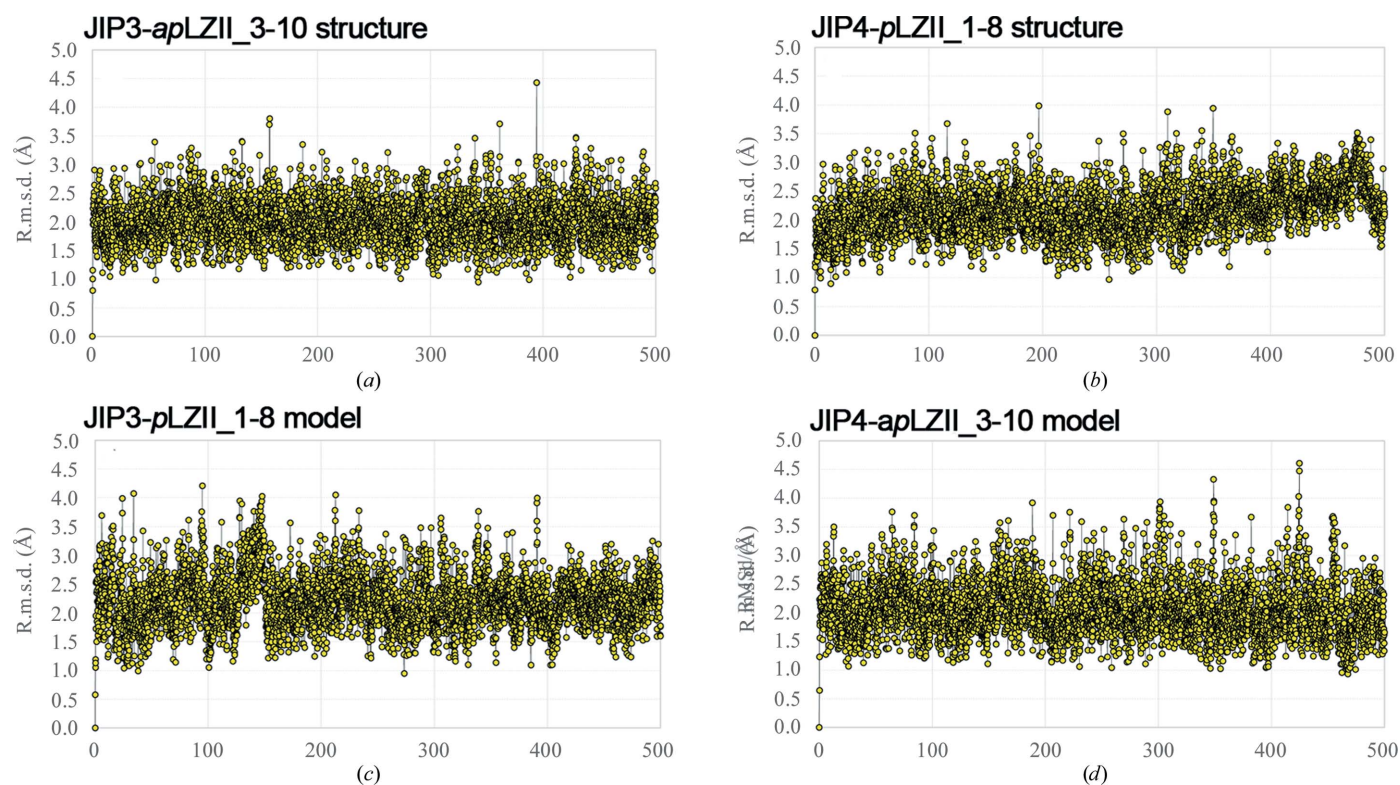 JIP3-apLZII_3-10 structure
5.0
4.5
4.0
3.5
3.0
2.5
2.0
1.5
1.0
0.5
0.0
R.m.s.d. (Å)
0 100 200 300 400 500
(a)
JIP4-pLZII_1-8 structure
5.0
4.5
4.0
3.5
3.0
2.5
2.0
1.5
1.0
0.5
0.0
R.m.s.d. (Å)
0 100 200 300 400 500
(b)
JIP3-pLZII_1-8 model
5.0
4.5
4.0
3.5
3.0
2.5
2.0
1.5
1.0
0.5
0.0
R.m.s.d. (Å)
0 100 200 300 400 500
(c)
JIP4-apLZII_3-10 model
5.0
4.5
4.0
3.5
3.0
2.5
2.0
1.5
1.0
0.5
0.0
R.m.s.d. (Å)
0 100 200 300 400 500
(d)